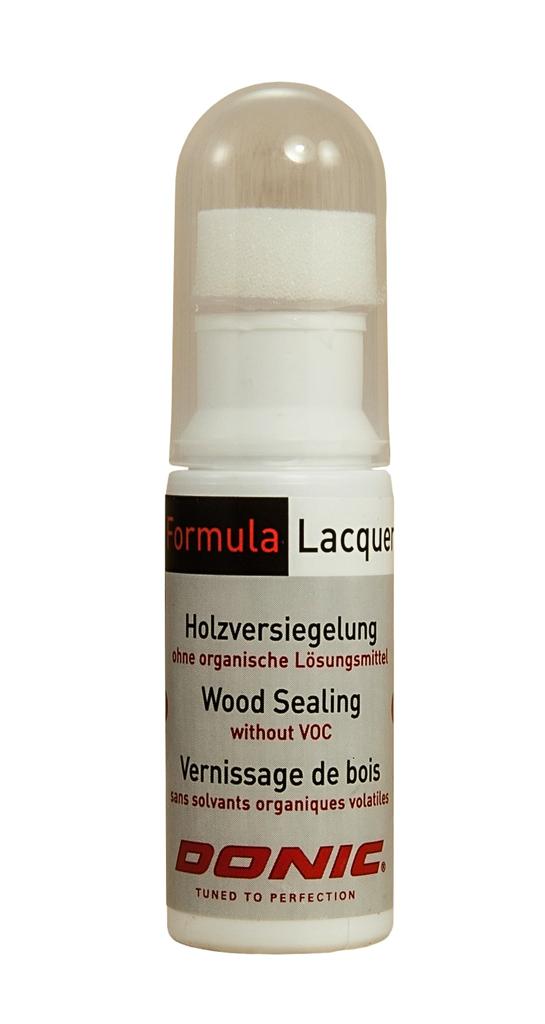 Formula Lacquer
Holzversiegelung
ohne organische Lösungsmittel
Wood Sealing
without VOC
Vernissage de bois
sans solvants organiques volatiles
DONIC®
TUNED TO PERFECTION